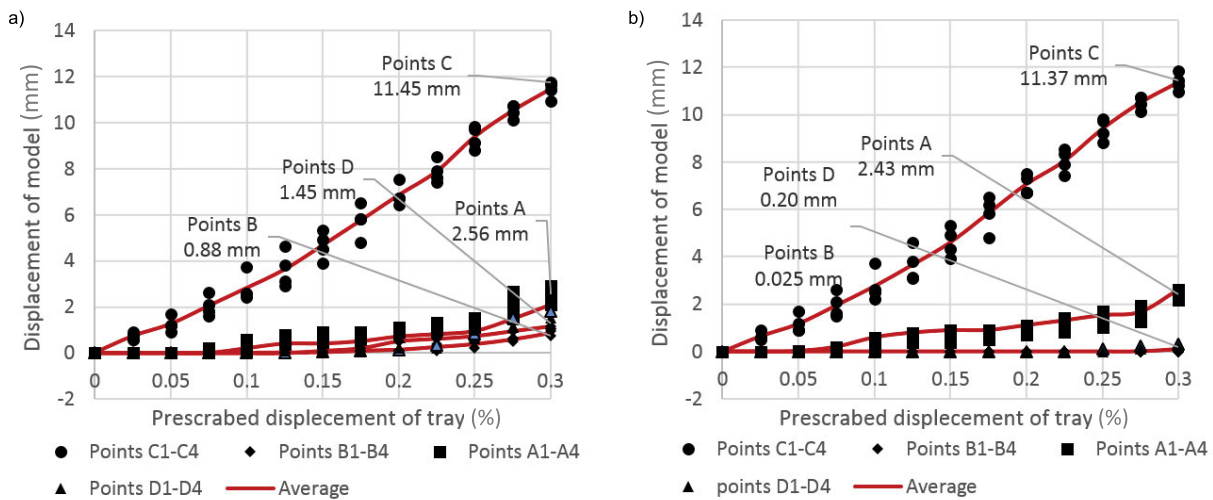 a)
14
12
10
8
6
4
2
0
-2
Displacement of model (mm)
Points C
11.45 mm
Points D
1.45 mm
Points B
0.88 mm
Points A
2.56 mm
0 0.05 0.1 0.15 0.2 0.25 0.3
Prescrabed displecement of tray (%)
Points C1-C4 Points B1-B4 Points A1-A4
Points D1-D4 Average
b)
14
12
10
8
6
4
2
0
-2
Displacement of model (mm)
Points C
11.37 mm
Points A
2.43 mm
Points D
0.20 mm
Points B
0.025 mm
0 0.05 0.1 0.15 0.2 0.25 0.3
Prescrabed displecement of tray (%)
Points C1-C4 Points B1-B4 Points A1-A4
points D1-D4 Average